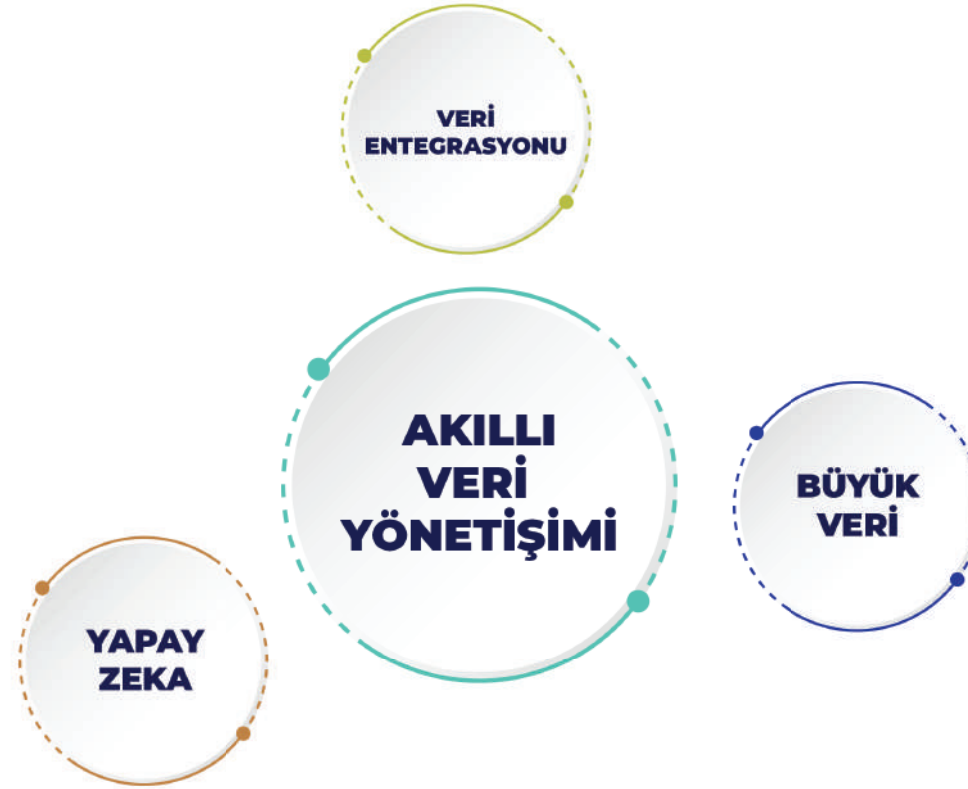 VERİ
ENTEGRASYONU
AKILLI
VERİ
YÖNETİŞİMİ
BÜYÜK
VERİ
YAPAY
ZEKA